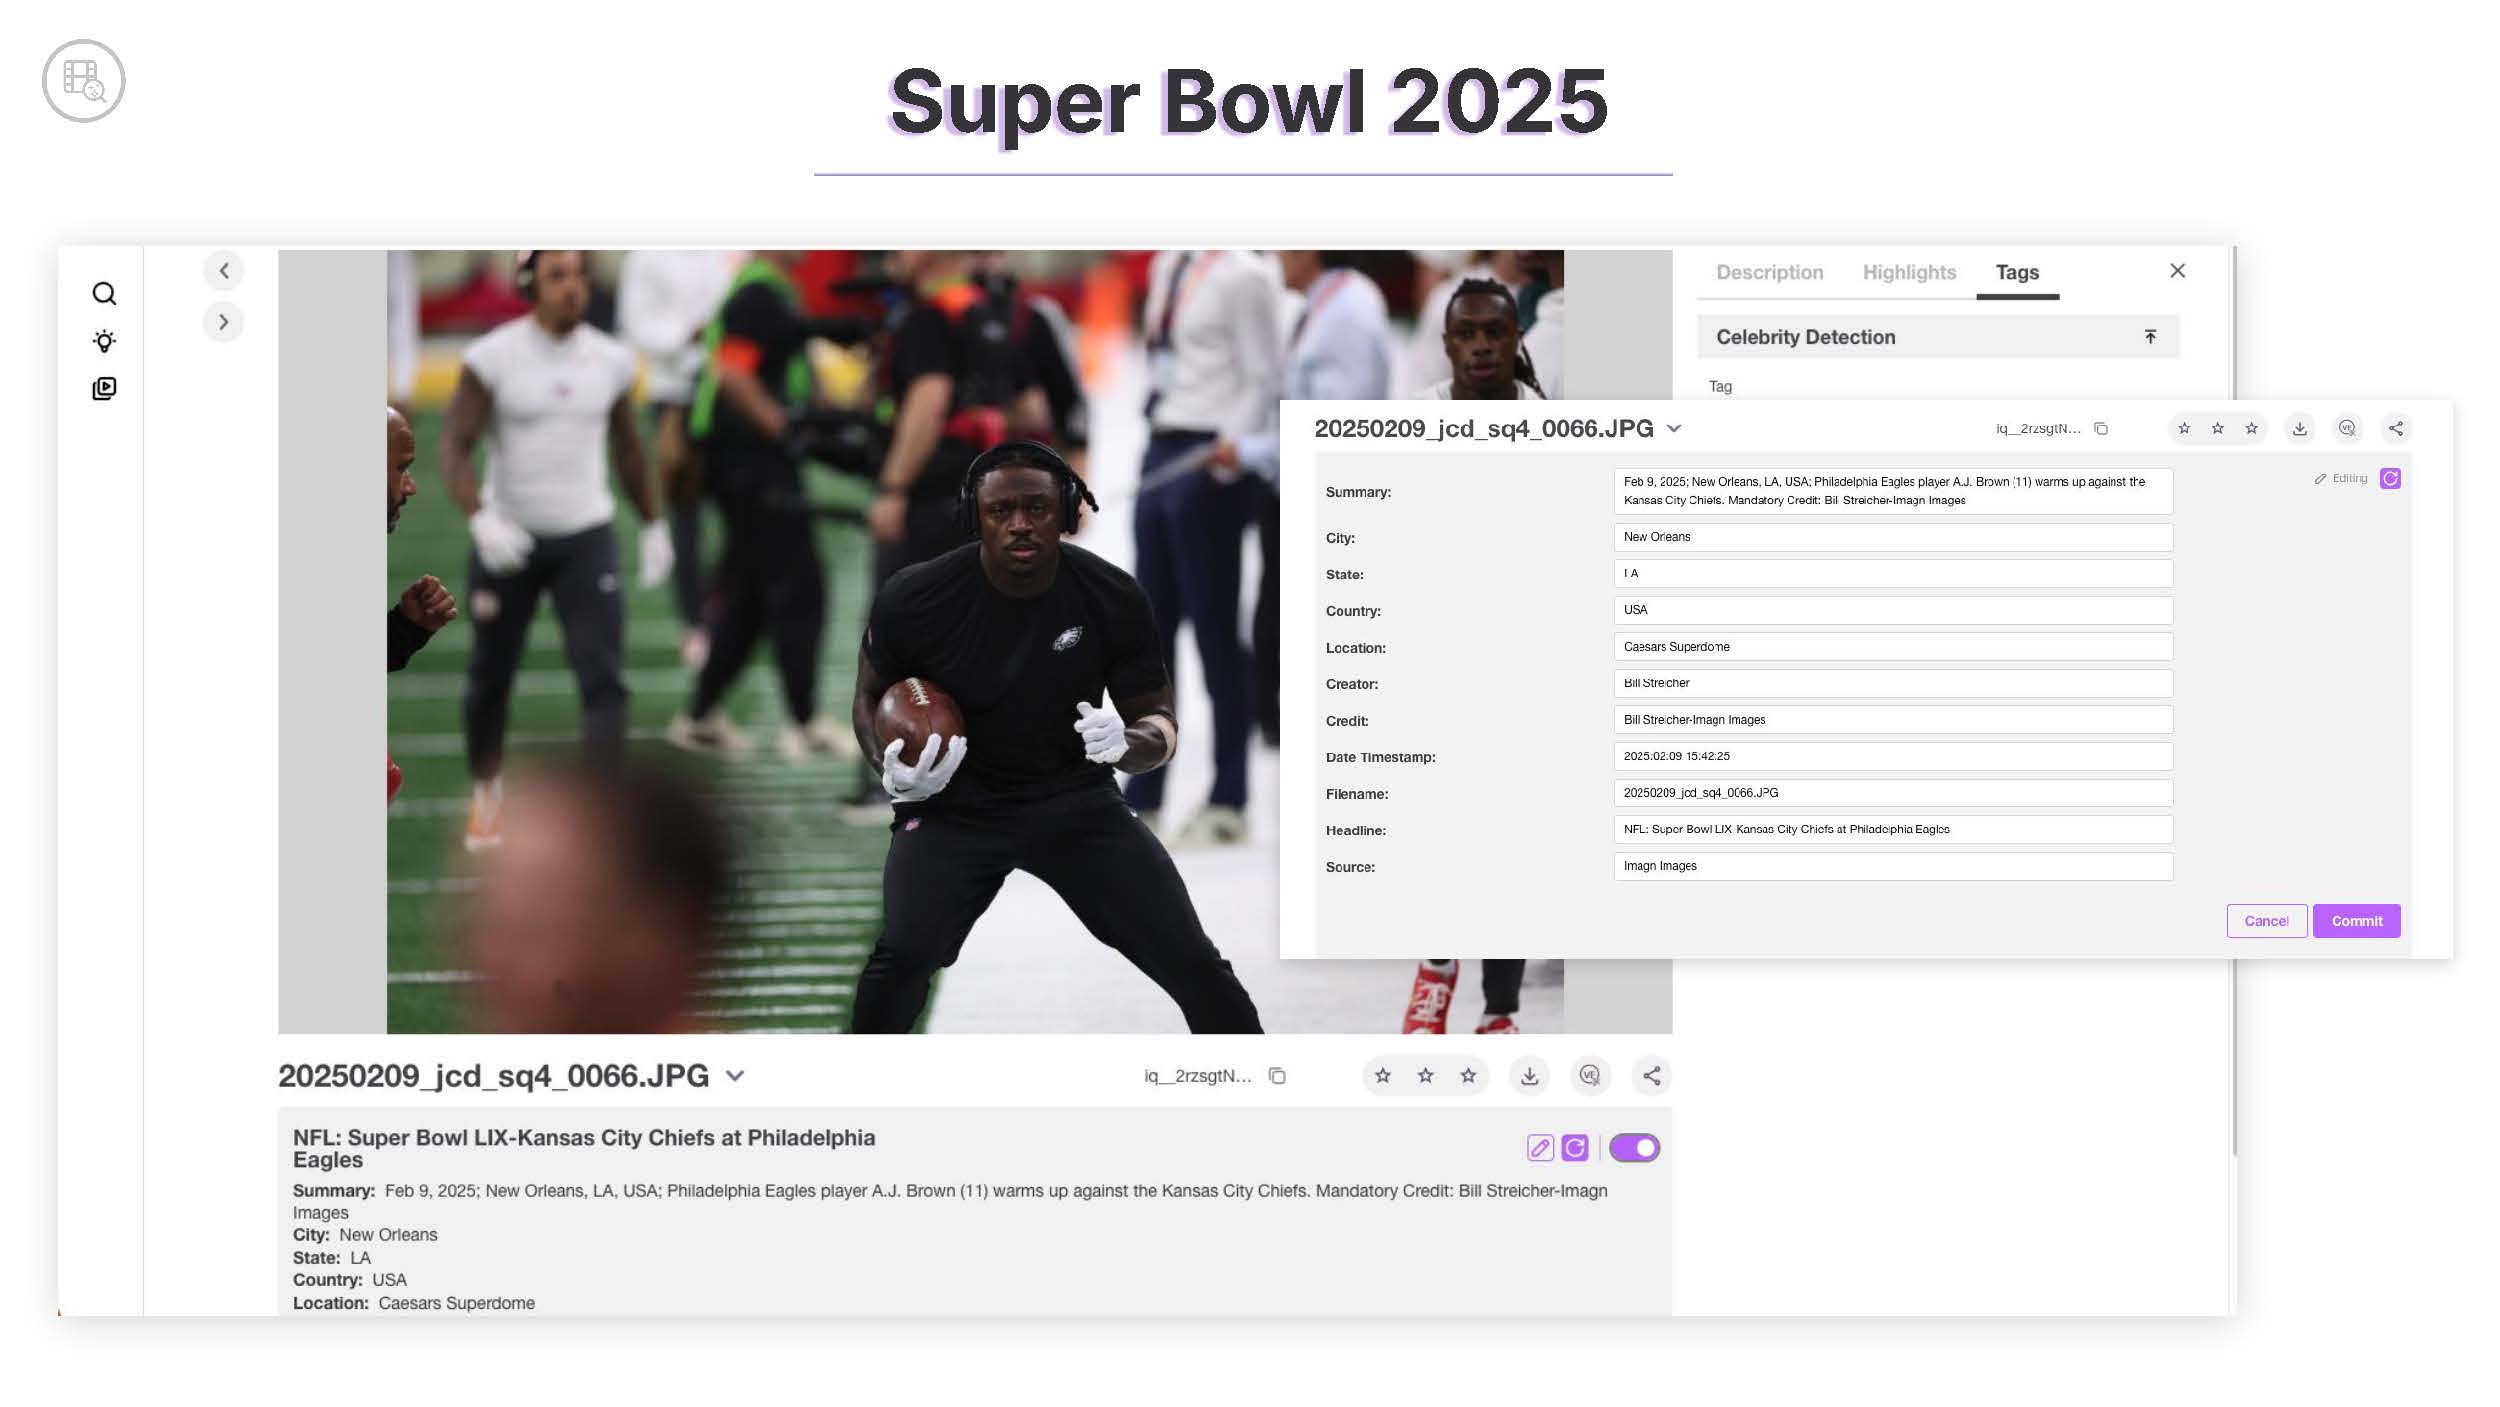 Super Bowl 2025
Description Highlights Tags
Celebrity Detection
Tag
20250209_jcd_sq4_0066.JPG
iq__2rzsgtN...
VE
Editing
Summary: Feb 9, 2025; New Orleans, LA, USA; Philadelphia Eagles player A.J. Brown (11) warms up against the
Kansas City Chiefs. Mandatory Credit: Bill Streicher-Imagn Images
City: New Orleans
State: LA
Country: USA
Location: Caesars Superdome
Creator: Bill Streicher
Credit: Bill Streicher-Imagn Images
Date Timestamp: 2025:02:09 15:42:25
Filename: 20250209_jcd_sq4_0066.JPG
Headline: NFL: Super Bowl LIX-Kansas City Chiefs at Philadelphia Eagles
Source: Imagn Images
Cancel Commit
20250209_jcd_sq4_0066.JPG
iq__2rzsgtN...
VE
NFL: Super Bowl LIX-Kansas City Chiefs at Philadelphia
Eagles
Summary: Feb 9, 2025; New Orleans, LA, USA; Philadelphia Eagles player A.J. Brown (11) warms up against the Kansas City Chiefs. Mandatory Credit: Bill Streicher-Imagn
Images
City: New Orleans
State: LA
Country: USA
Location: Caesars Superdome